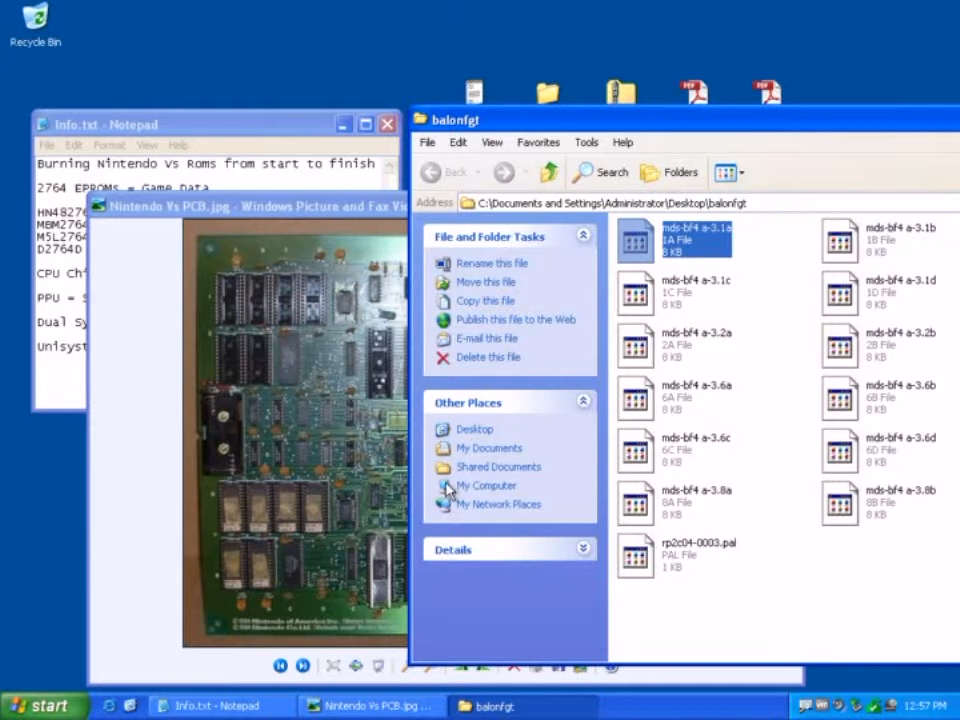 Recycle Bin
Info.txt - Notepad
File Edit Format View Help
Burning Nintendo Vs Roms from start to finish
2764 EPROMs = Game Data
HN4827
MBM2764
M5L2764
D2764D
CPU Ch
PPU = S
Dual Sy
Unisyst
Nintendo Vs PCB.jpg - Windows Picture and Fax Vie
balonfgt
File Edit View Favorites Tools Help
Back Search Folders
Address C:\Documents and Settings\Administrator\Desktop\balonfgt
File and Folder Tasks
Rename this file
Move this file
Copy this file
Publish this file to the Web
E-mail this file
Delete this file
Other Places
Desktop
My Documents
Shared Documents
My Computer
My Network Places
Details
mds-bf4 a-3.1a
1A File
8 KB
mds-bf4 a-3.1b
1B File
8 KB
mds-bf4 a-3.1c
1C File
8 KB
mds-bf4 a-3.1d
1D File
8 KB
mds-bf4 a-3.2a
2A File
8 KB
mds-bf4 a-3.2b
2B File
8 KB
mds-bf4 a-3.6a
6A File
8 KB
mds-bf4 a-3.6b
6B File
8 KB
mds-bf4 a-3.6c
6C File
8 KB
mds-bf4 a-3.6d
6D File
8 KB
mds-bf4 a-3.8a
8A File
8 KB
mds-bf4 a-3.8b
8B File
8 KB
rp2c04-0003.pal
PAL File
1 KB
start
Info.txt - Notepad
Nintendo Vs PCB.jpg ...
balonfgt
12:57 PM